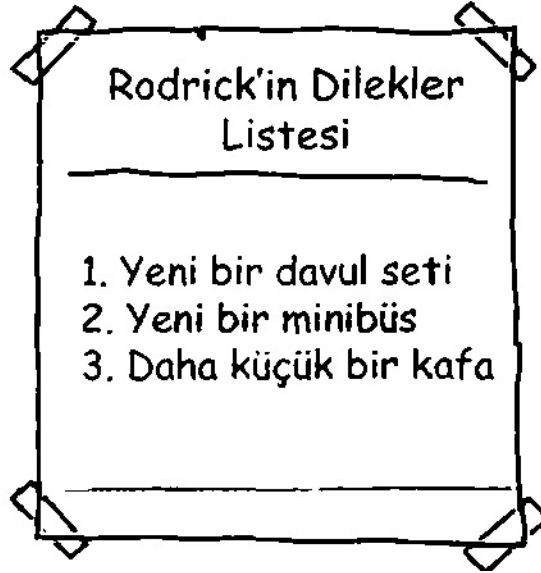 Rodrick'in Dilekler
Listesi
1. Yeni bir davul seti
2. Yeni bir minibüs
3. Daha küçük bir kafa